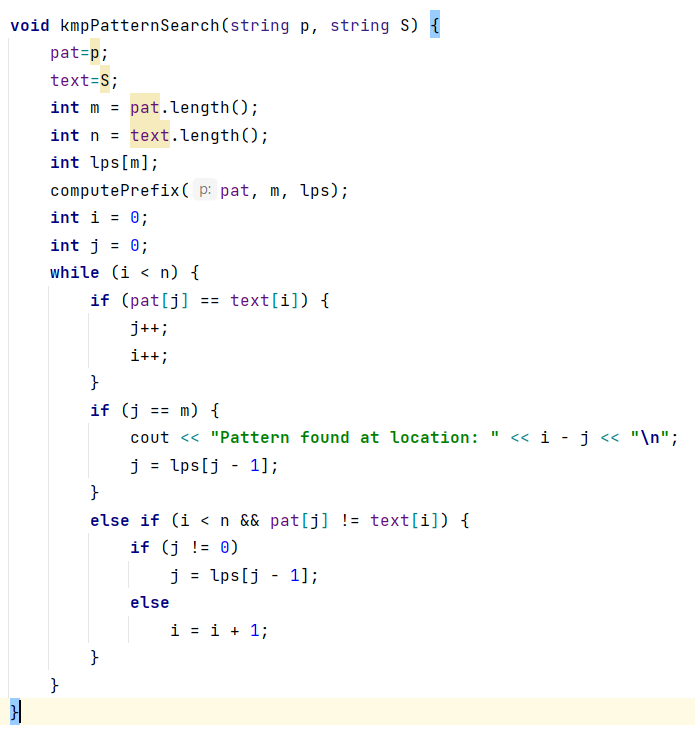 void kmpPatternSearch(string p, string S) {
    pat=p;
    text=S;
    int m = pat.length();
    int n = text.length();
    int lps[m];
    computePrefix( p: pat, m, lps);
    int i = 0;
    int j = 0;
    while (i < n) {
        if (pat[j] == text[i]) {
            j++;
            i++;
        }
        if (j == m) {
            cout << "Pattern found at location: " << i - j << "\n";
            j = lps[j - 1];
        }
        else if (i < n && pat[j] != text[i]) {
            if (j != 0)
                j = lps[j - 1];
            else
                i = i + 1;
        }
    }
}